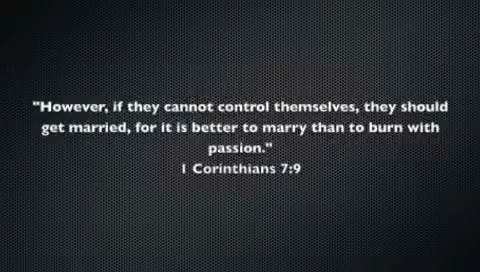 "However, if they cannot control themselves, they should
get married, for it is better to marry than to burn with
passion."
1 Corinthians 7:9